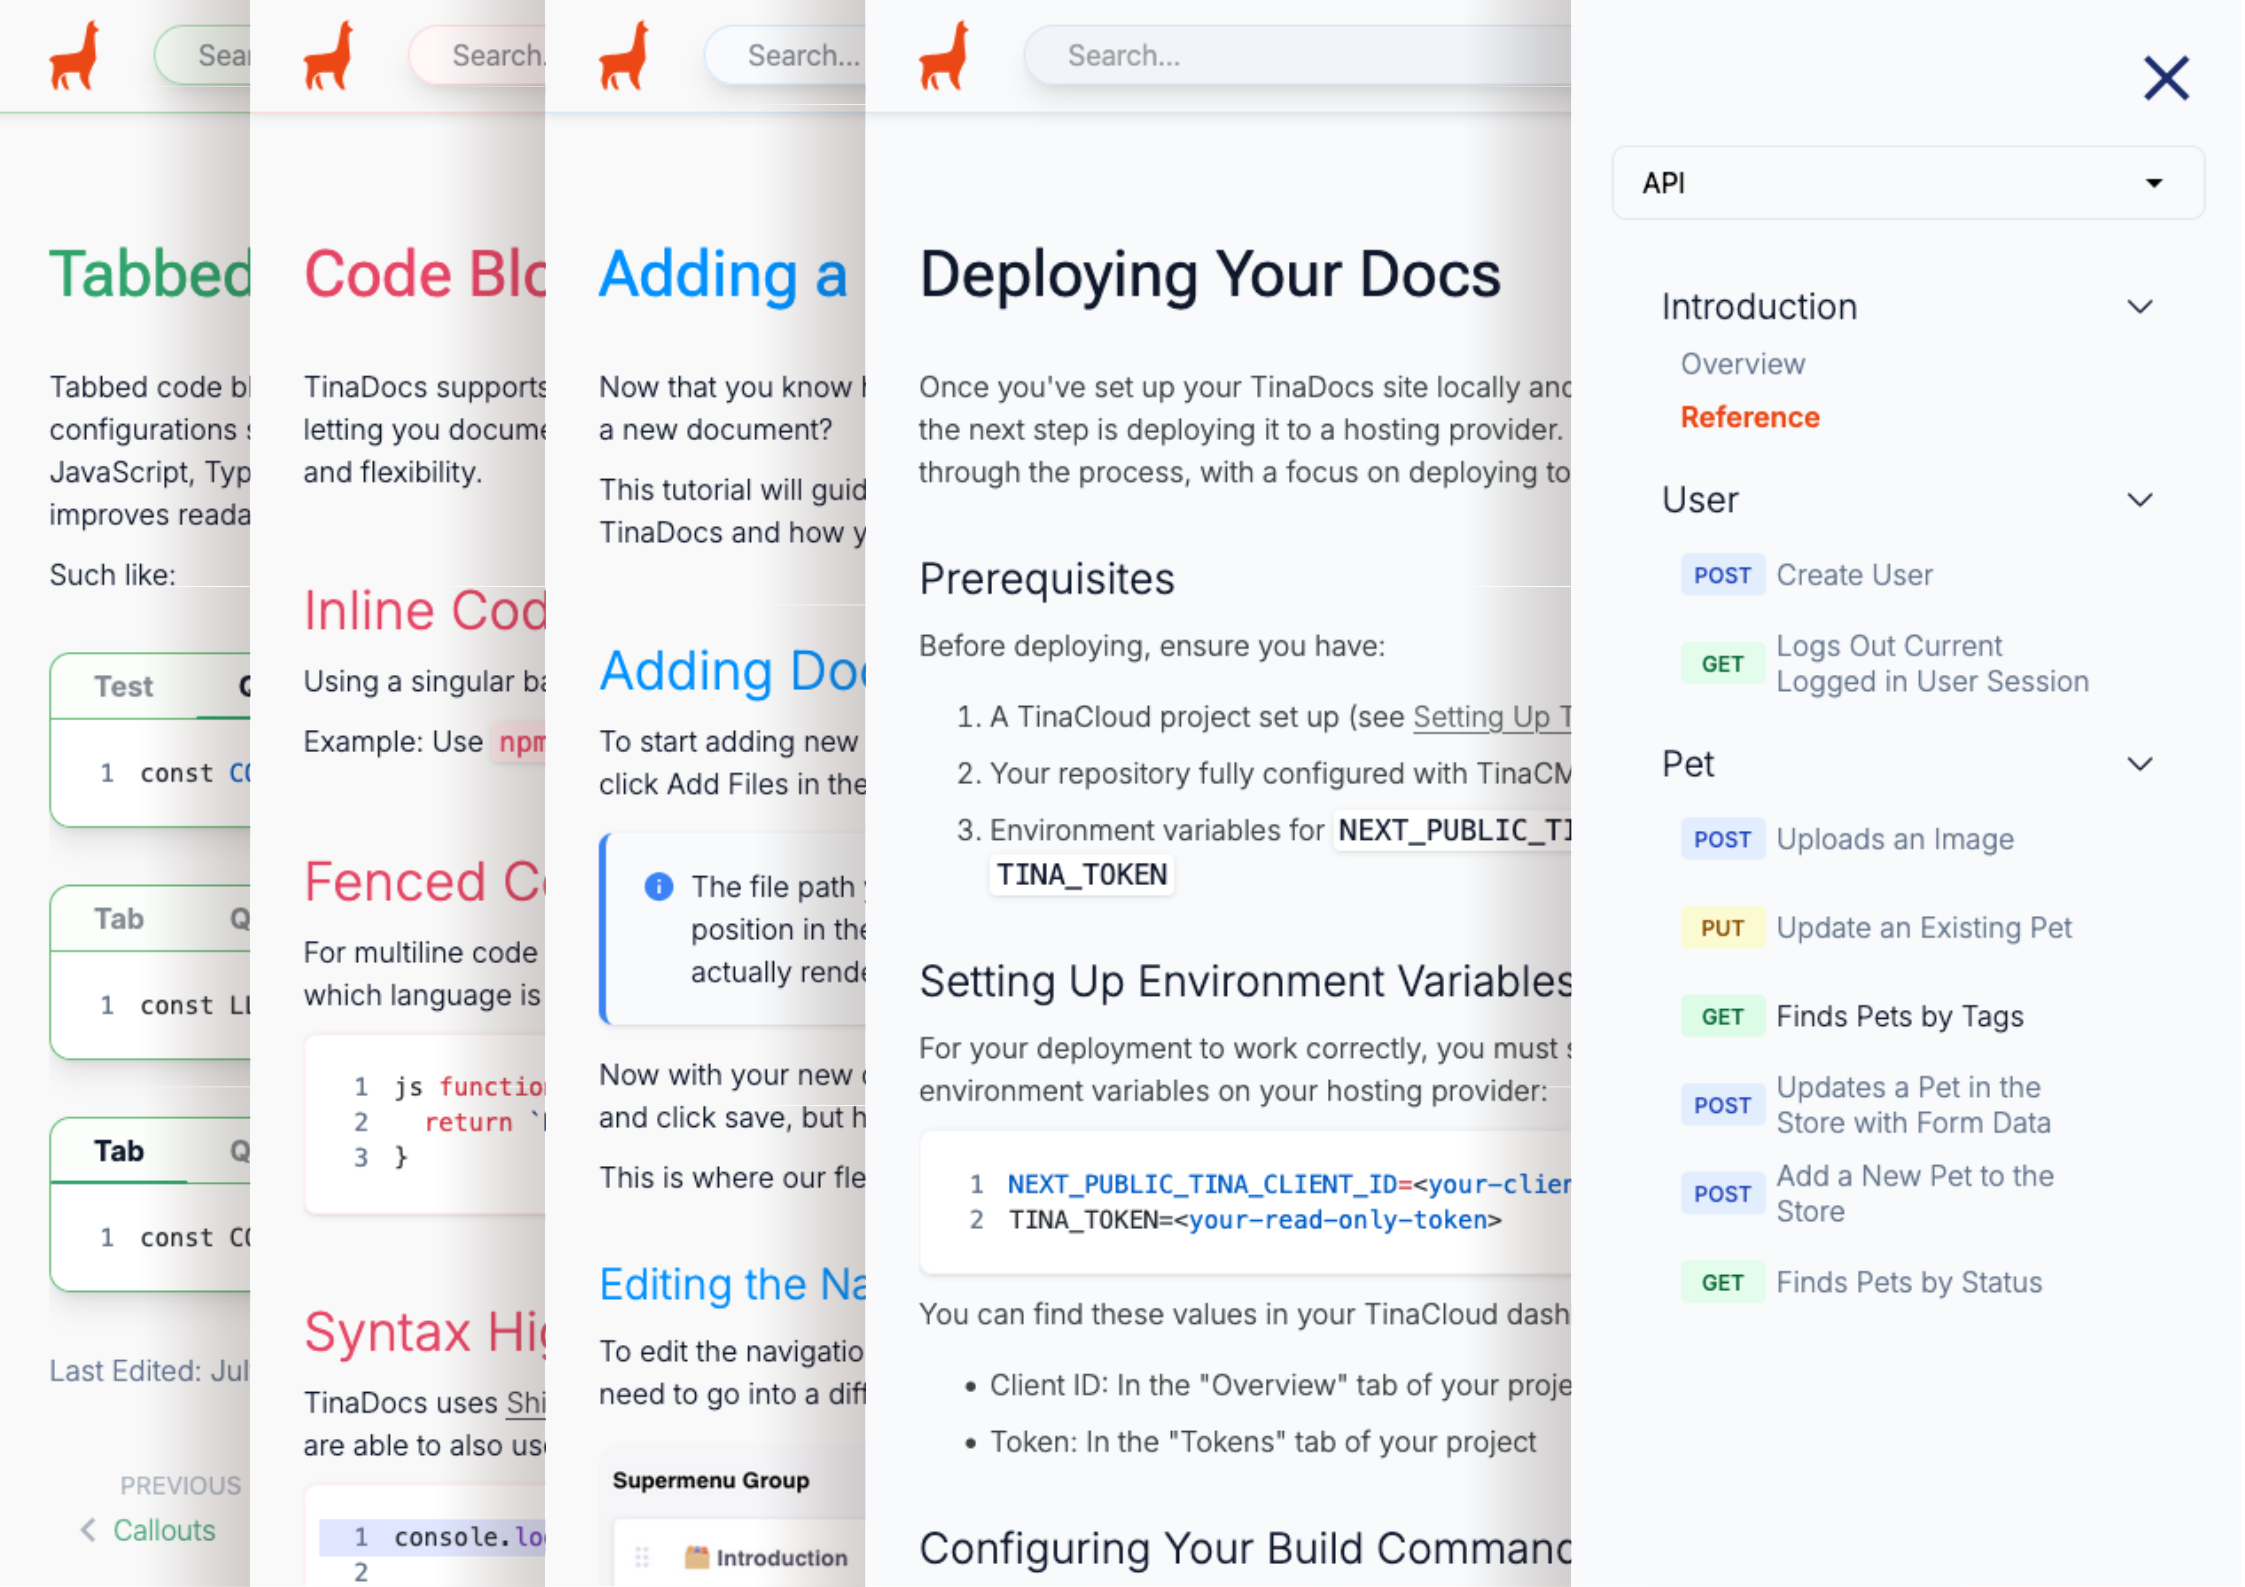 Sear
Tabbed
Tabbed code bl
configurations s
JavaScript, Typ
improves reada
Such like:
Test
1 const CO
Tab Q
1 const LL
Tab Q
1 const CO
Last Edited: Jul
PREVIOUS
Callouts
Search.
Code Blo
TinaDocs supports
letting you docume
and flexibility.
Inline Cod
Using a singular ba
Example: Use npm
Fenced Co
For multiline code
which language is
1 js function
2 return `
3 }
Syntax Hig
TinaDocs uses Shi
are able to also use
1 console.log
2
Search...
Adding a
Now that you know
a new document?
This tutorial will guid
TinaDocs and how y
Adding Doc
To start adding new
click Add Files in the
The file path
position in the
actually rende
Now with your new
and click save, but h
This is where our fle
Editing the Na
To edit the navigatio
need to go into a diff
Supermenu Group
Introduction
Search...
Deploying Your Docs
Once you've set up your TinaDocs site locally and
the next step is deploying it to a hosting provider.
through the process, with a focus on deploying to
Prerequisites
Before deploying, ensure you have:
1. A TinaCloud project set up (see Setting Up T
2. Your repository fully configured with TinaCM
3. Environment variables for NEXT_PUBLIC_TI
TINA_TOKEN
Setting Up Environment Variables
For your deployment to work correctly, you must s
environment variables on your hosting provider:
1 NEXT_PUBLIC_TINA_CLIENT_ID=<your-clien
2 TINA_TOKEN=<your-read-only-token>
You can find these values in your TinaCloud dash
• Client ID: In the "Overview" tab of your proje
• Token: In the "Tokens" tab of your project
Configuring Your Build Command
API
Introduction
Overview
Reference
User
POST Create User
GET Logs Out Current
Logged in User Session
Pet
POST Uploads an Image
PUT Update an Existing Pet
GET Finds Pets by Tags
POST Updates a Pet in the
Store with Form Data
POST Add a New Pet to the
Store
GET Finds Pets by Status